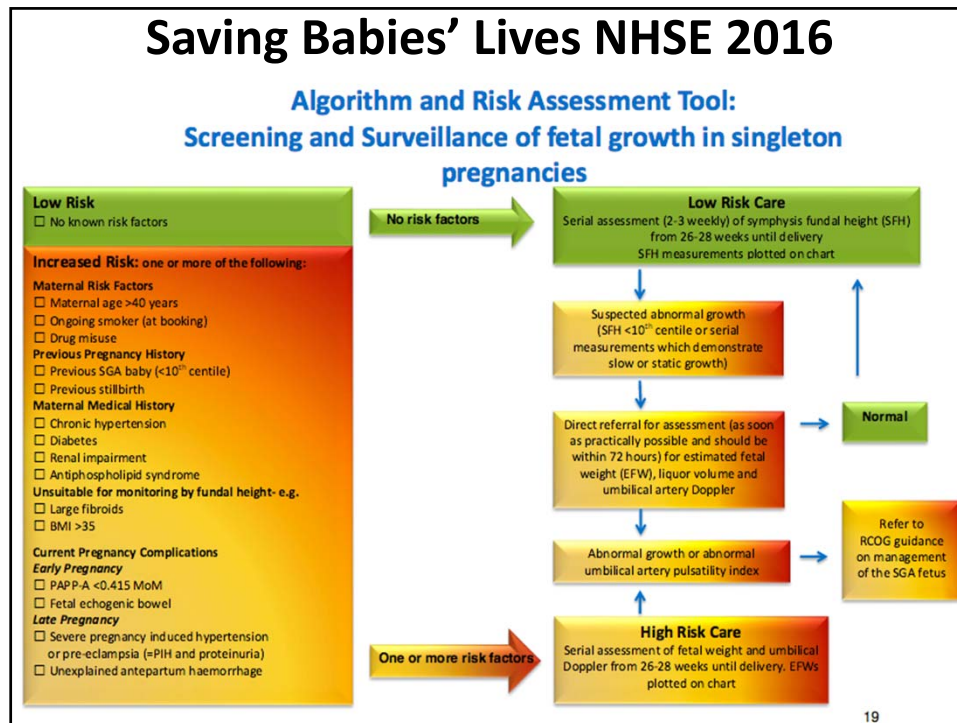 Saving Babies’ Lives NHSE 2016
Algorithm and Risk Assessment Tool:
Screening and Surveillance of fetal growth in singleton
pregnancies
Low Risk
☐ No known risk factors
Increased Risk: one or more of the following:
Maternal Risk Factors
☐ Maternal age >40 years
☐ Ongoing smoker (at booking)
☐ Drug misuse
Previous Pregnancy History
☐ Previous SGA baby (<10th centile)
☐ Previous stillbirth
Maternal Medical History
☐ Chronic hypertension
☐ Diabetes
☐ Renal impairment
☐ Antiphospholipid syndrome
Unsuitable for monitoring by fundal height- e.g.
☐ Large fibroids
☐ BMI >35
Current Pregnancy Complications
Early Pregnancy
☐ PAPP-A <0.415 MoM
☐ Fetal echogenic bowel
Late Pregnancy
☐ Severe pregnancy induced hypertension
or pre-eclampsia (=PIH and proteinuria)
☐ Unexplained antepartum haemorrhage
No risk factors
One or more risk factors
Low Risk Care
Serial assessment (2-3 weekly) of symphysis fundal height (SFH)
from 26-28 weeks until delivery
SFH measurements plotted on chart
Suspected abnormal growth
(SFH <10th centile or serial
measurements which demonstrate
slow or static growth)
Direct referral for assessment (as soon
as practically possible and should be
within 72 hours) for estimated fetal
weight (EFW), liquor volume and
umbilical artery Doppler
Normal
Abnormal growth or abnormal
umbilical artery pulsatility index
Refer to
RCOG guidance
on management
of the SGA fetus
High Risk Care
Serial assessment of fetal weight and umbilical
Doppler from 26-28 weeks until delivery. EFWs
plotted on chart
19